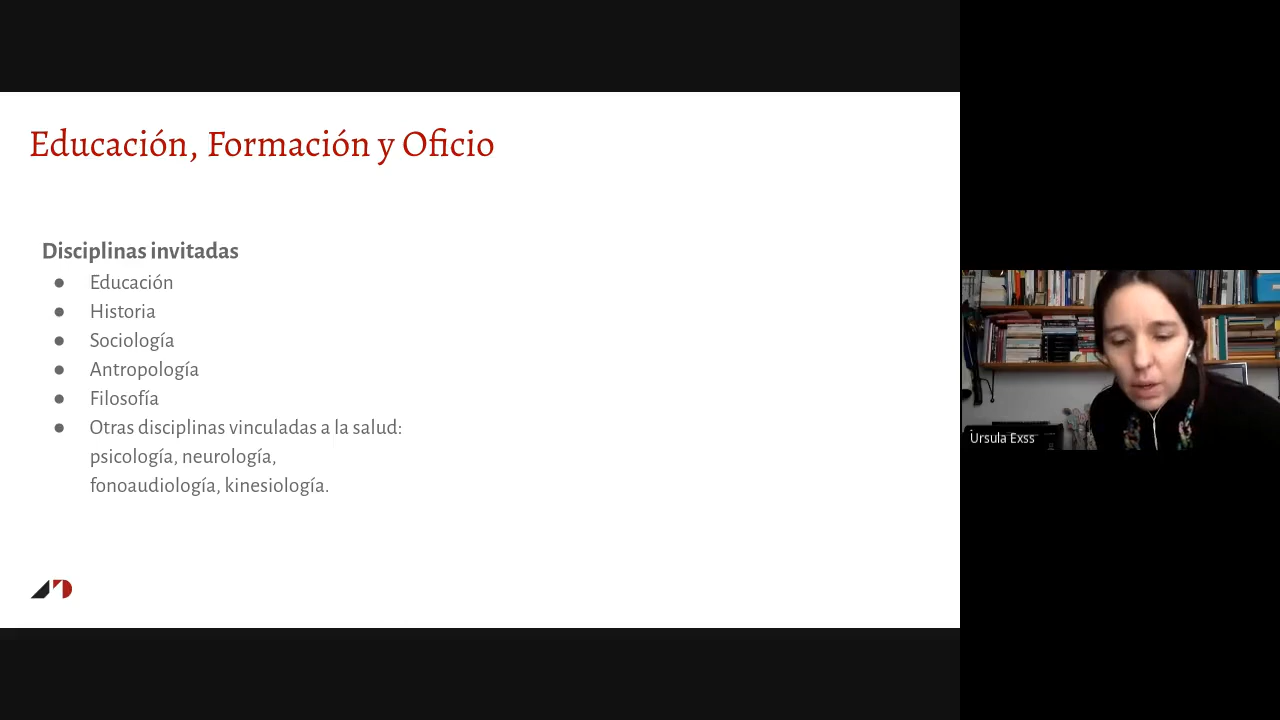 Educación, Formación y Oficio
Disciplinas invitadas
● Educación
● Historia
● Sociología
● Antropología
● Filosofía
● Otras disciplinas vinculadas a la salud:
psicología, neurología,
fonoaudiología, kinesiología.
Úrsula Exss